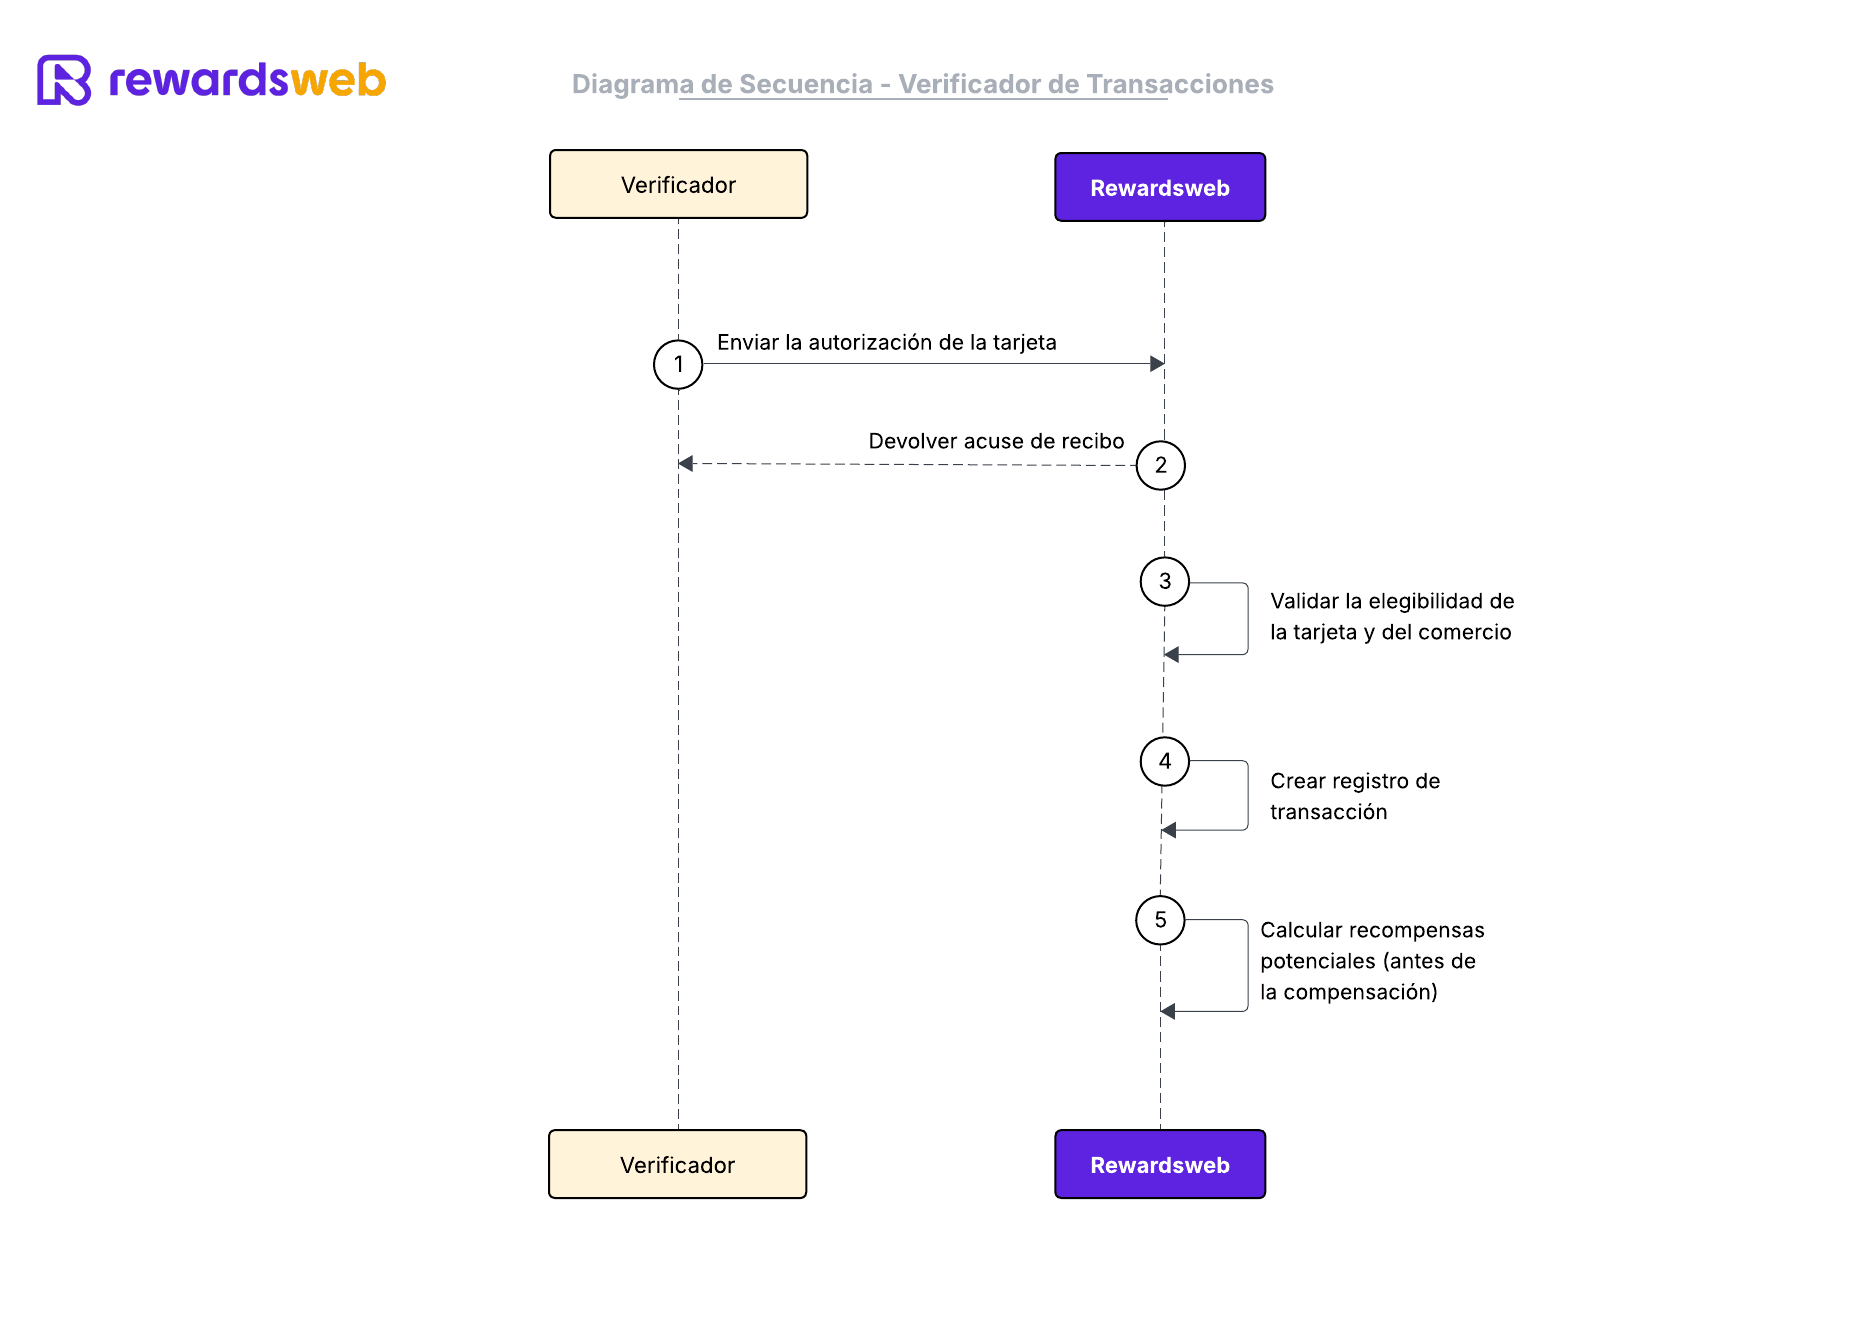 rewardsweb
Diagrama de Secuencia - Verificador de Transacciones
Verificador
Rewardsweb
Enviar la autorización de la tarjeta
1
Devolver acuse de recibo
2
3
Validar la elegibilidad de
la tarjeta y del comercio
4
Crear registro de
transacción
5
Calcular recompensas
potenciales (antes de
la compensación)
Verificador
Rewardsweb